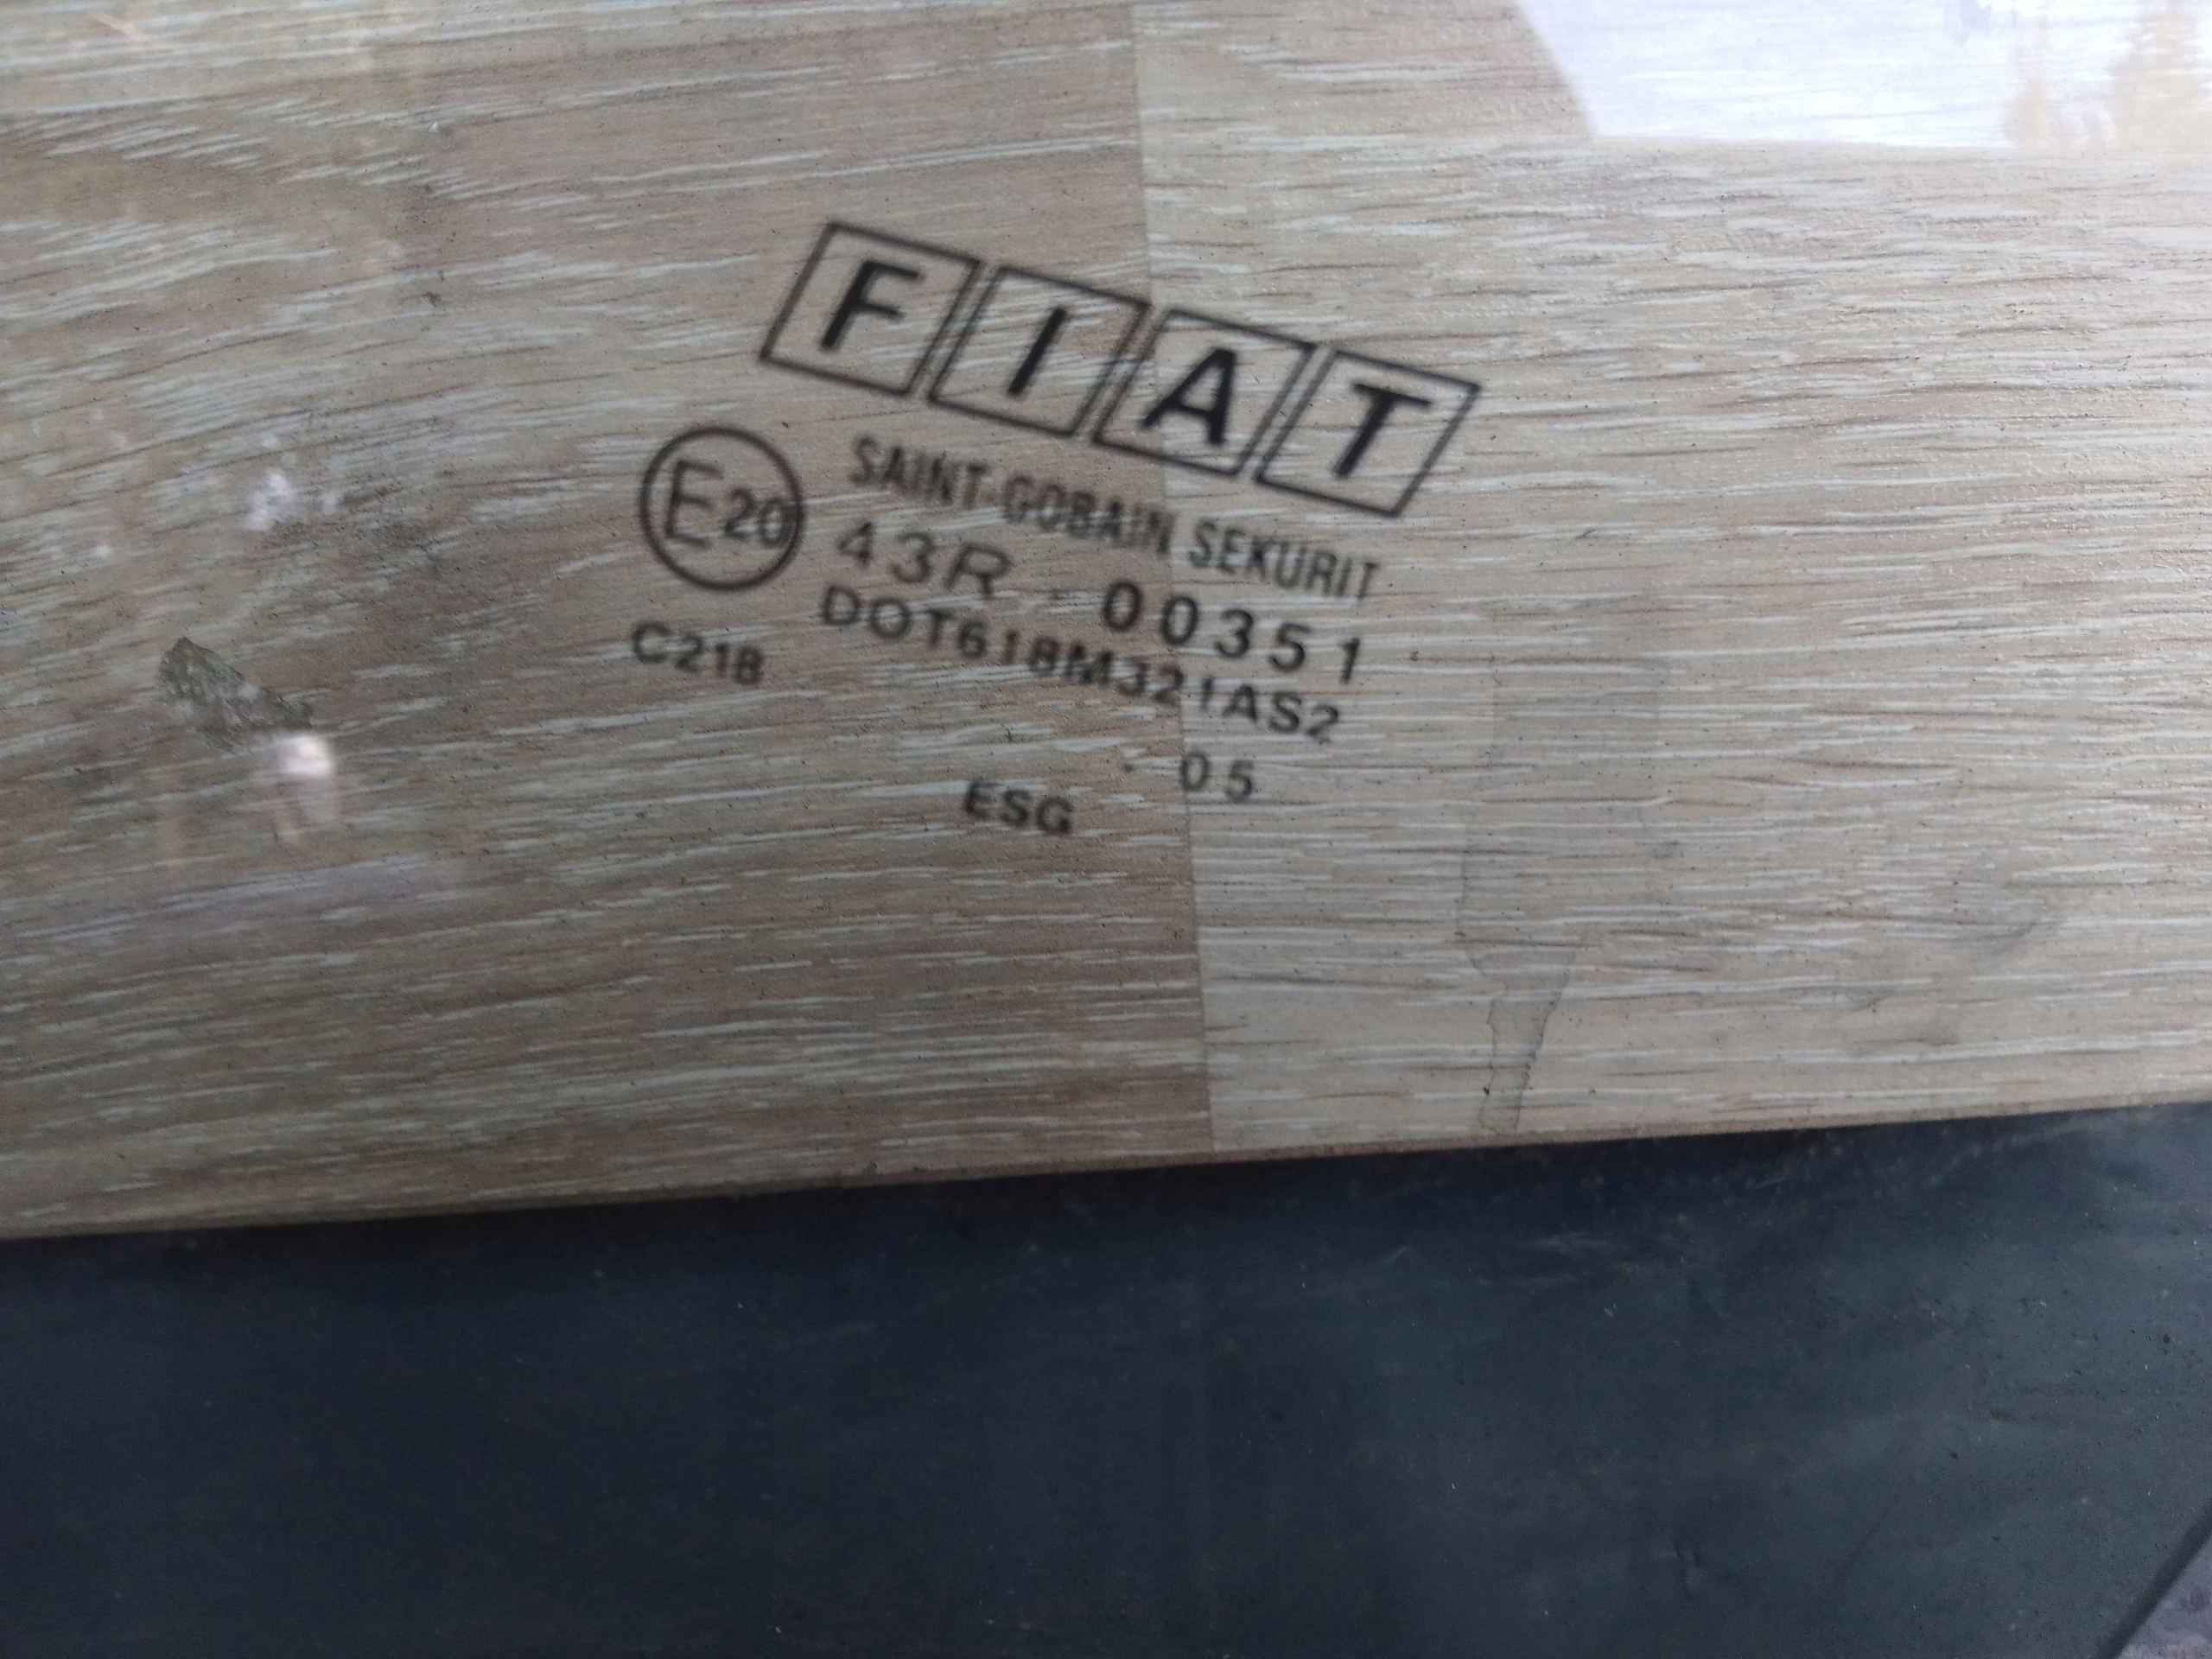 FIAT
SAINT-GOBAIN SEKURIT
E20 43R - 00351
DOT618M321AS2
C218
. 05
ESG